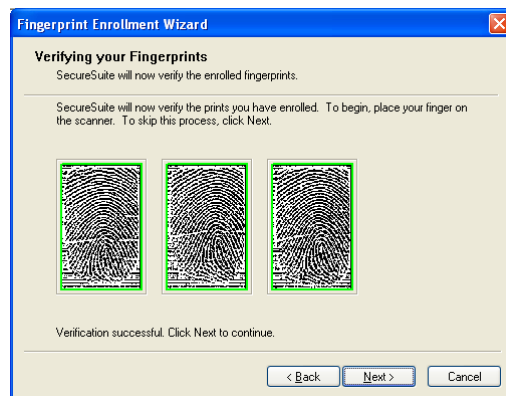 Fingerprint Enrollment Wizard
Verifying your Fingerprints
SecureSuite will now verify the enrolled fingerprints.
SecureSuite will now verify the prints you have enrolled. To begin, place your finger on
the scanner. To skip this process, click Next.
Verification successful. Click Next to continue.
< Back Next > Cancel